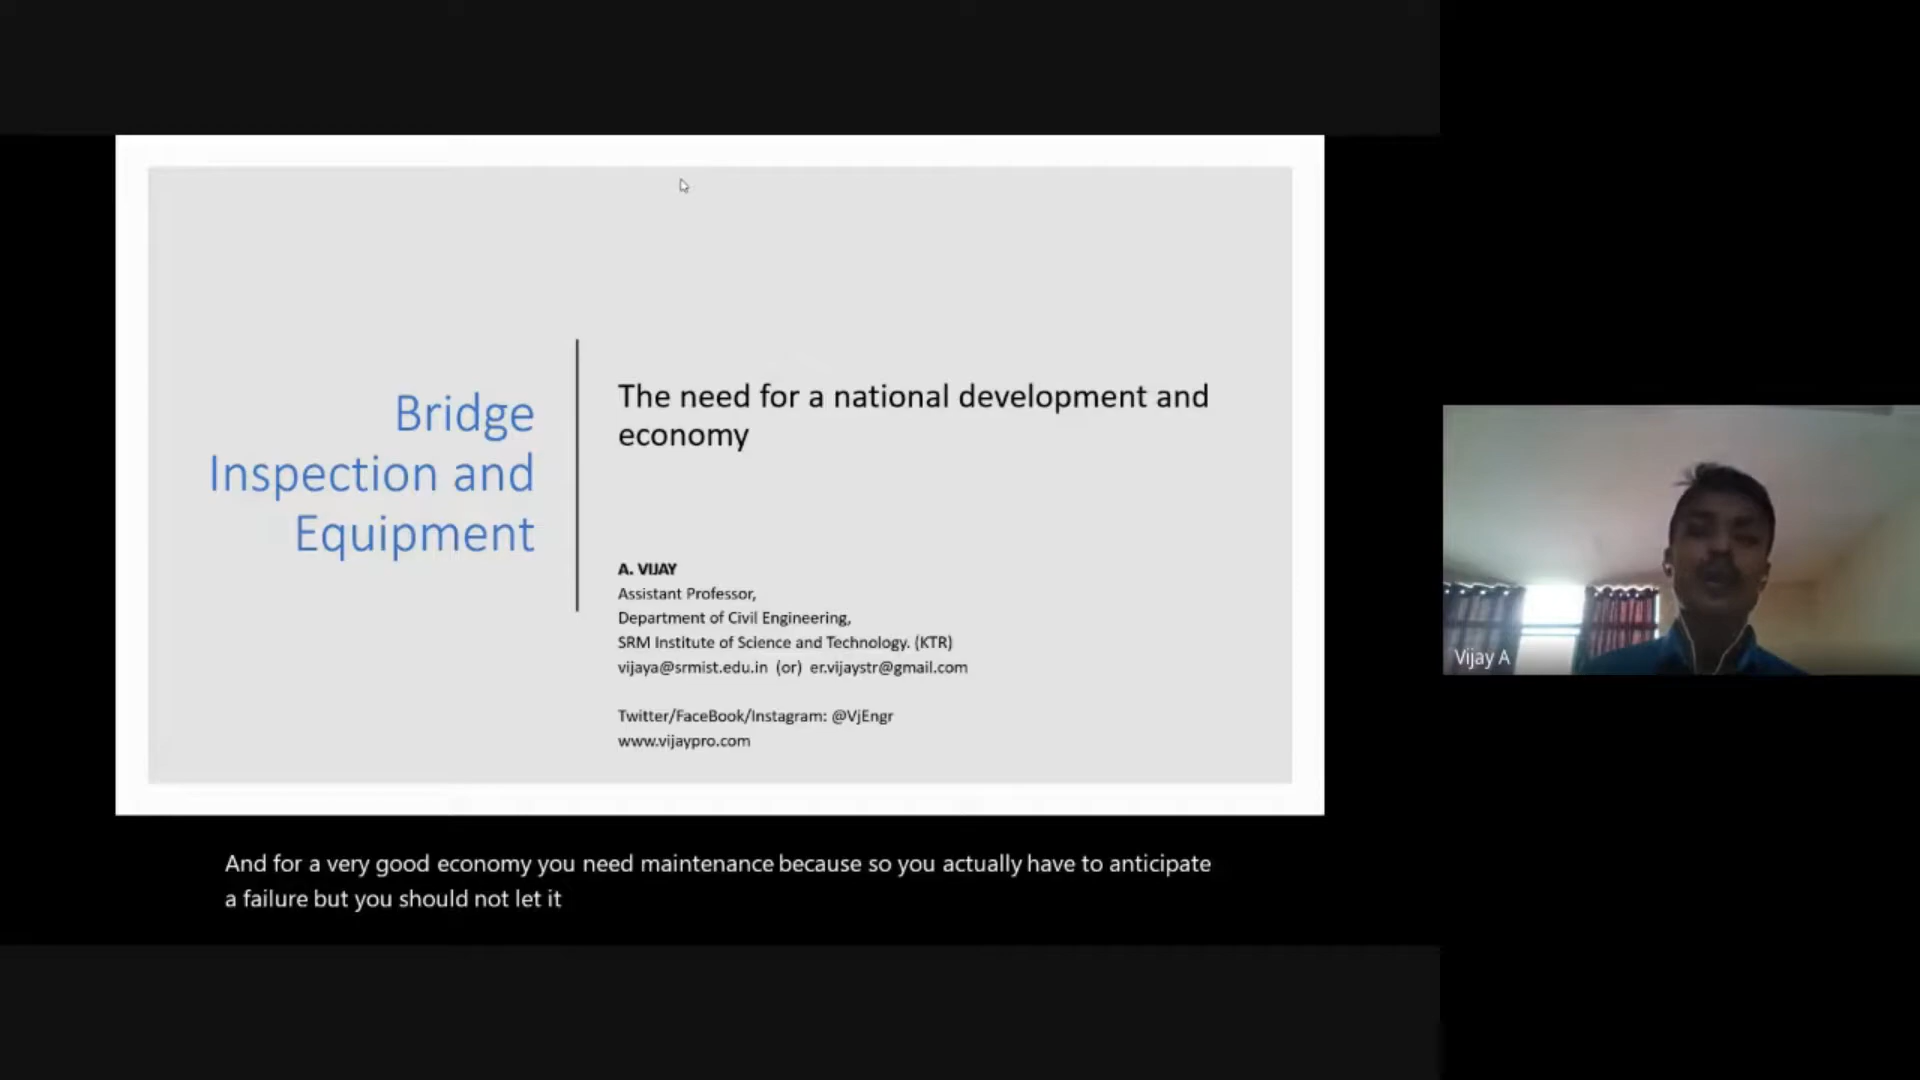 Bridge
Inspection and
Equipment
The need for a national development and
economy
A. VIJAY
Assistant Professor,
Department of Civil Engineering,
SRM Institute of Science and Technology. (KTR)
vijaya@srmist.edu.in (or) er.vijaystr@gmail.com
Twitter/FaceBook/Instagram: @VjEngr
www.vijaypro.com
Vijay A
And for a very good economy you need maintenance because so you actually have to anticipate
a failure but you should not let it